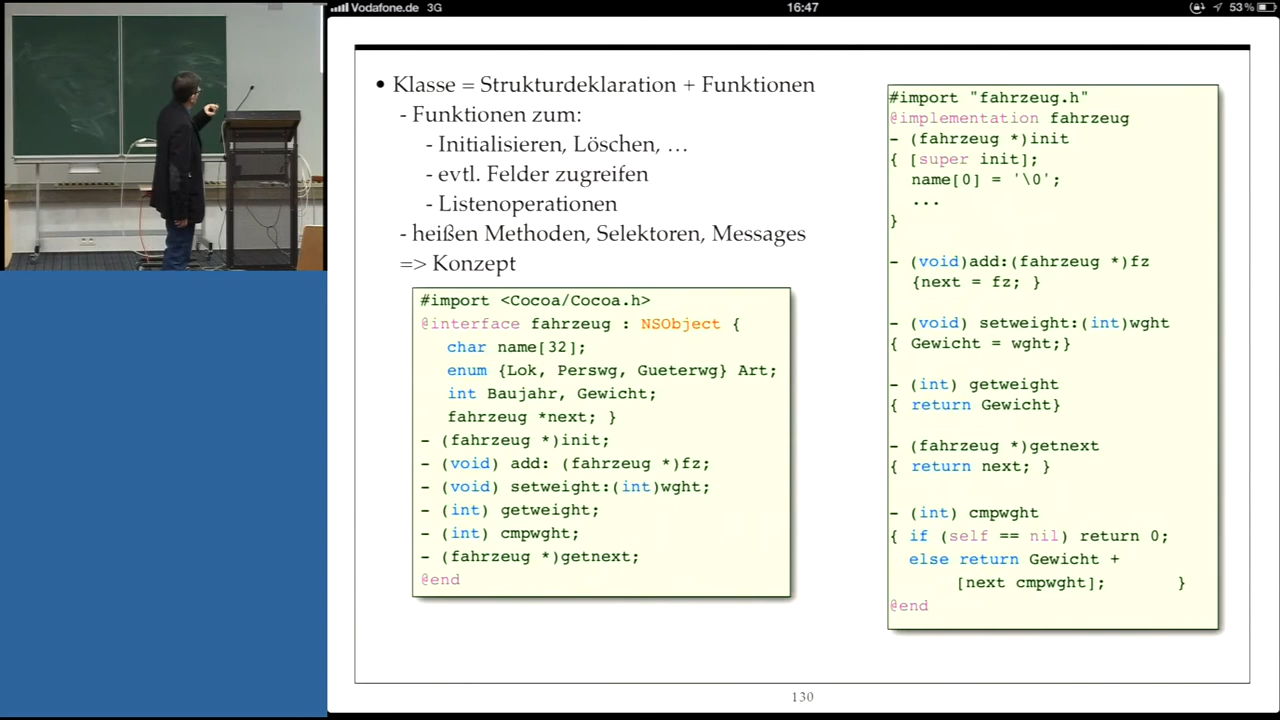 Vodafone.de 3G 16:47 53%
• Klasse = Strukturdeklaration + Funktionen
- Funktionen zum:
- Initialisieren, Löschen, …
- evtl. Felder zugreifen
- Listenoperationen
- heißen Methoden, Selektoren, Messages
=> Konzept
#import <Cocoa/Cocoa.h>
@interface fahrzeug : NSObject {
char name[32];
enum {Lok, Perswg, Gueterwg} Art;
int Baujahr, Gewicht;
fahrzeug *next; }
- (fahrzeug *)init;
- (void) add: (fahrzeug *)fz;
- (void) setweight:(int)wght;
- (int) getweight;
- (int) cmpwght;
- (fahrzeug *)getnext;
@end
#import "fahrzeug.h"
@implementation fahrzeug
- (fahrzeug *)init
{ [super init];
name[0] = '\0';
...
}
- (void)add:(fahrzeug *)fz
{next = fz; }
- (void) setweight:(int)wght
{ Gewicht = wght;}
- (int) getweight
{ return Gewicht}
- (fahrzeug *)getnext
{ return next; }
- (int) cmpwght
{ if (self == nil) return 0;
else return Gewicht +
[next cmpwght]; }
@end
130